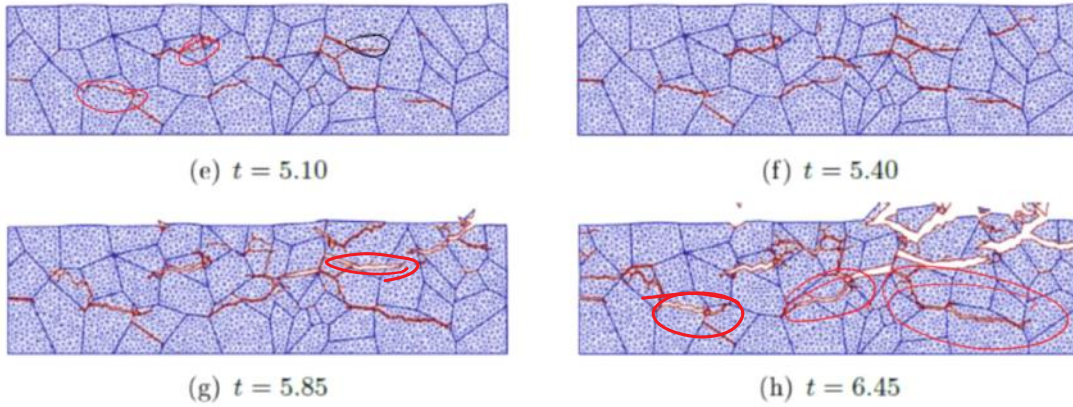 (e) t = 5.10
(f) t = 5.40
(g) t = 5.85
(h) t = 6.45